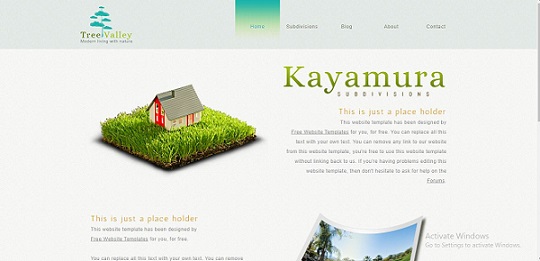 Tree Valley
Modern living with nature
Home Subdivisions Blog About Contact
Kayamura
SUBDIVISIONS
This is just a place holder
This website template has been designed by
Free Website Templates for you, for free. You can replace all this
text with your own text. You can remove any link to our website
from this website template, you're free to use this website template
without linking back to us. If you're having problems editing this
website template, then don't hesitate to ask for help on the
Forums.
This is just a place holder
This website template has been designed by
Free Website Templates for you, for free.
You can replace all this text with your own text. You can remove
Activate Windows
Go to Settings to activate Windows.